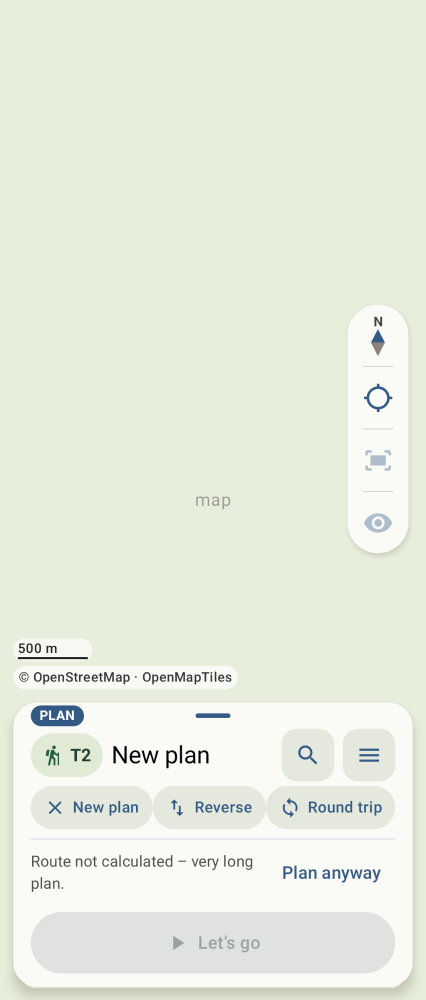 N
map
500 m
© OpenStreetMap · OpenMapTiles
PLAN
T2 New plan
New plan Reverse Round trip
Route not calculated – very long
plan.
Plan anyway
Let's go